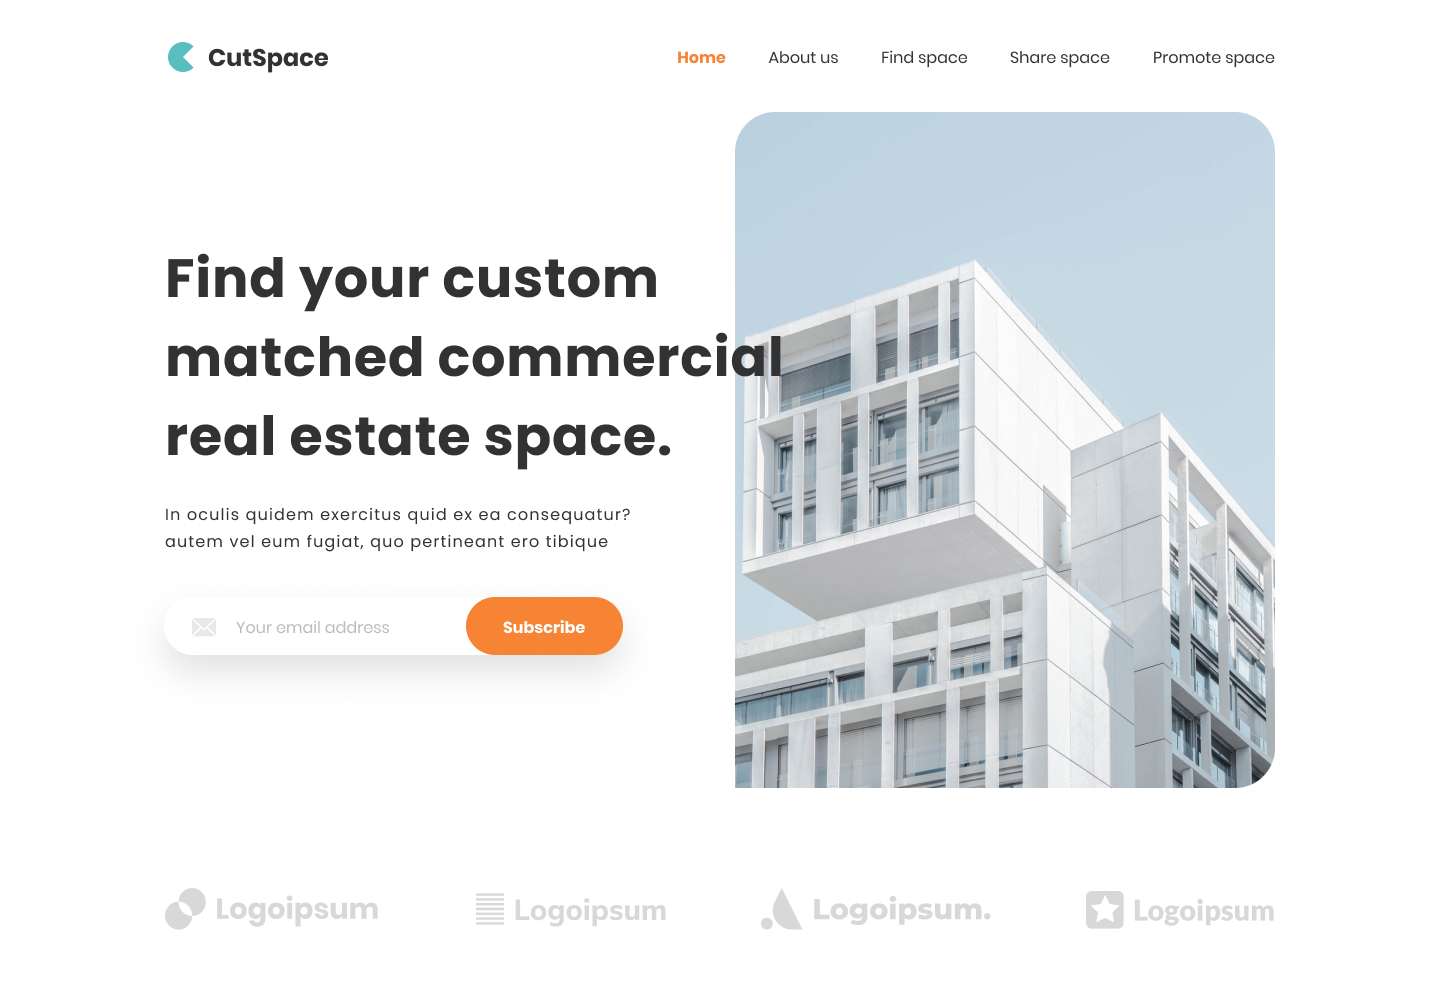 CutSpace
Home About us Find space Share space Promote space
Find your custom
matched commercial
real estate space.
In oculis quidem exercitus quid ex ea consequatur?
autem vel eum fugiat, quo pertineant ero tibique
Your email address Subscribe
Logoipsum Logoipsum Logoipsum. Logoipsum